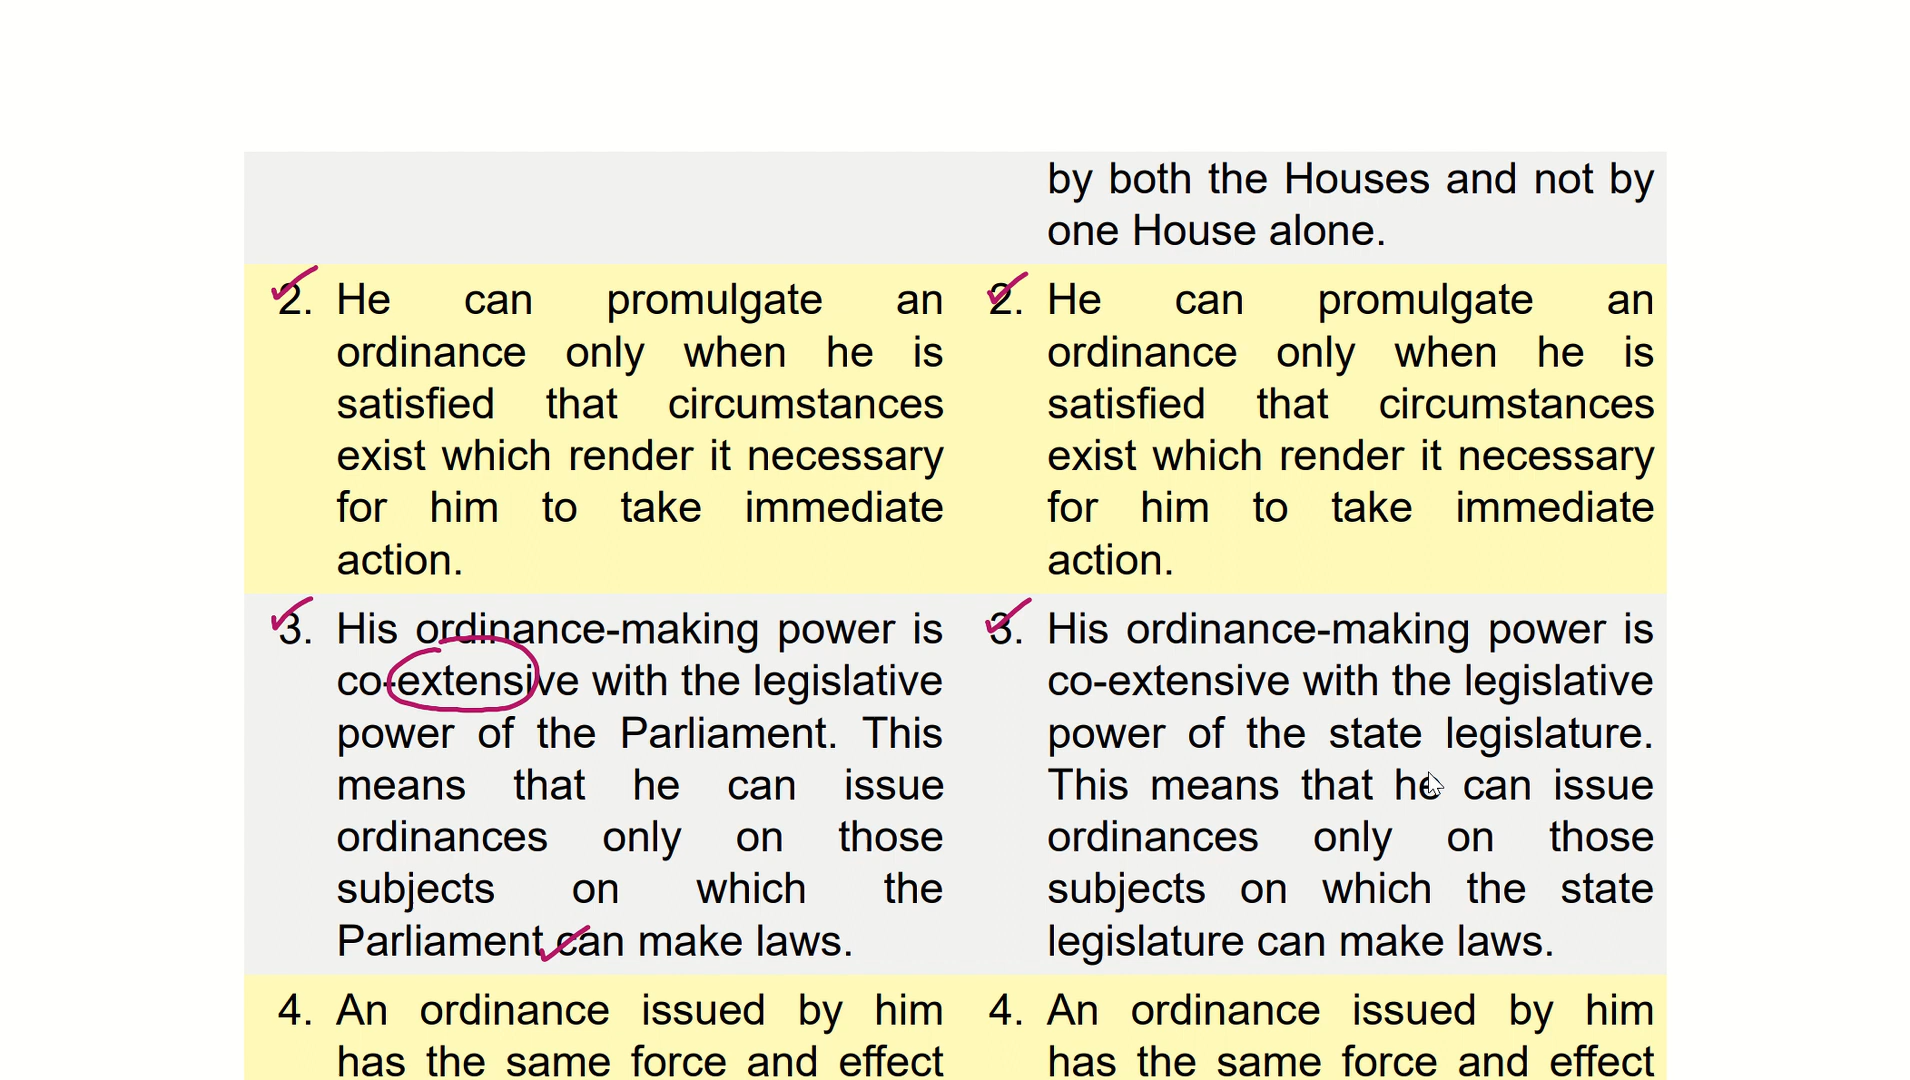 by both the Houses and not by
one House alone.
2. He can promulgate an
ordinance only when he is
satisfied that circumstances
exist which render it necessary
for him to take immediate
action.
2. He can promulgate an
ordinance only when he is
satisfied that circumstances
exist which render it necessary
for him to take immediate
action.
3. His ordinance-making power is
co-extensive with the legislative
power of the Parliament. This
means that he can issue
ordinances only on those
subjects on which the
Parliament can make laws.
3. His ordinance-making power is
co-extensive with the legislative
power of the state legislature.
This means that he can issue
ordinances only on those
subjects on which the state
legislature can make laws.
4. An ordinance issued by him
has the same force and effect
4. An ordinance issued by him
has the same force and effect